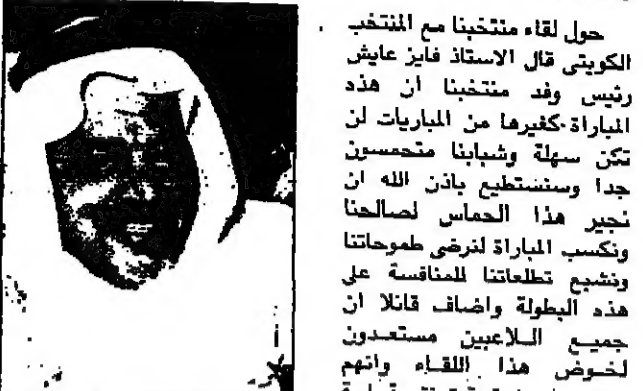 حول لقاء منتخبنا مع المنتخب
الكويتي قال الاستاذ فايز عايش
رئيس وفد منتخبنا ان هذه
المباراة كغيرها من المباريات لن
تكن سهلة وشبابنا متحمسون
جدا وسنستطيع باذن الله ان
نجير هذا الحماس لصالحنا
ونكسب المباراة لنرضى طموحاتنا
ونشبع تطلعاتنا للمنافسة على
هذه البطولة واضاف قائلا ان
جميع اللاعبين مستعدون
لخوض هذا اللقاء وانهم